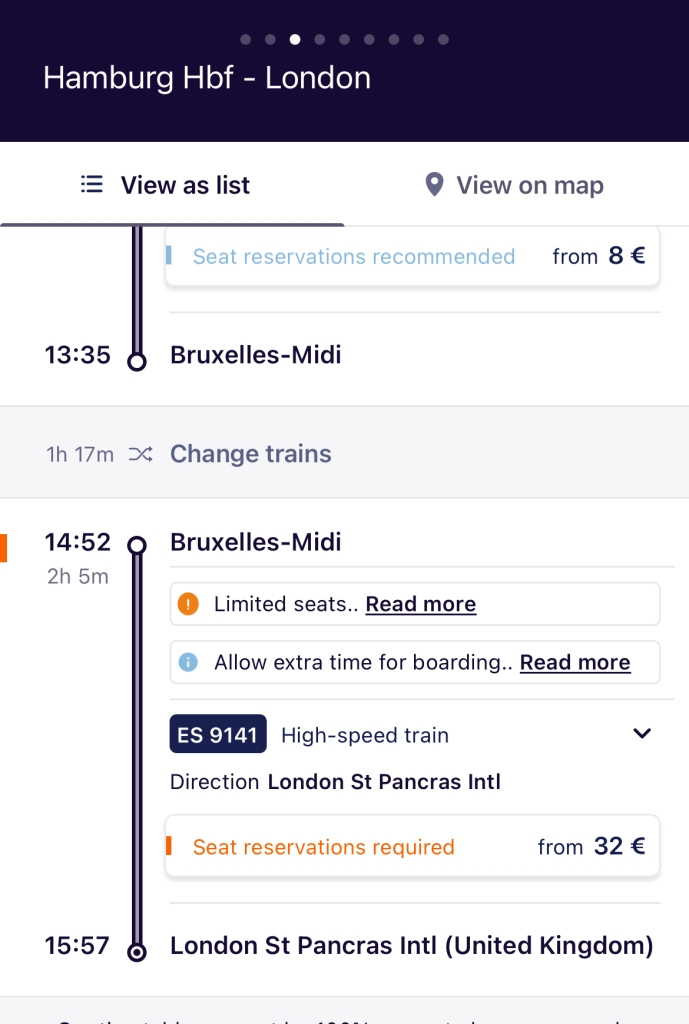 Hamburg Hbf - London
View as list
View on map
Seat reservations recommended from 8 €
13:35 Bruxelles-Midi
1h 17m Change trains
14:52 Bruxelles-Midi
2h 5m
Limited seats.. Read more
Allow extra time for boarding.. Read more
ES 9141 High-speed train
Direction London St Pancras Intl
Seat reservations required from 32 €
15:57 London St Pancras Intl (United Kingdom)